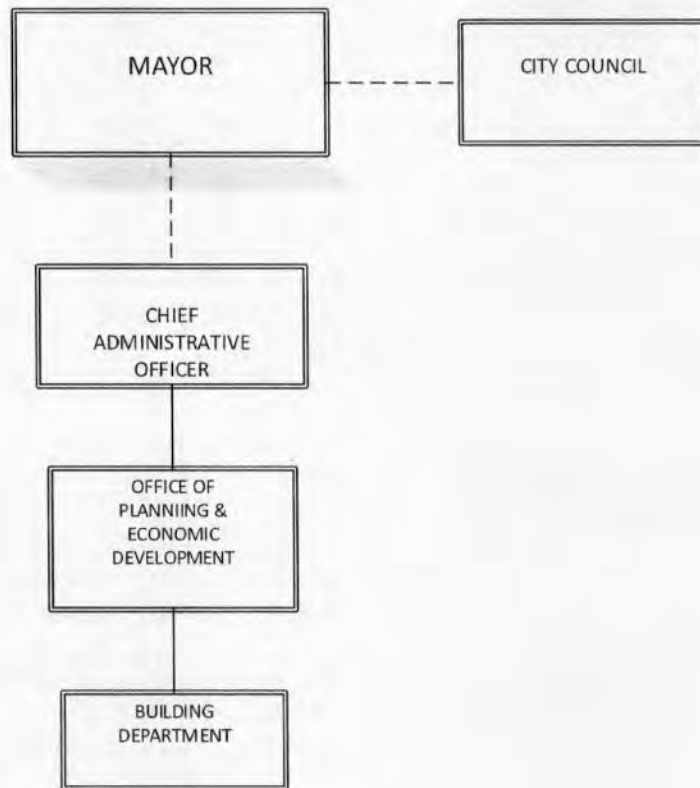 MAYOR
CITY COUNCIL
CHIEF
ADMINISTRATIVE
OFFICER
OFFICE OF
PLANNIING &
ECONOMIC
DEVELOPMENT
BUILDING
DEPARTMENT